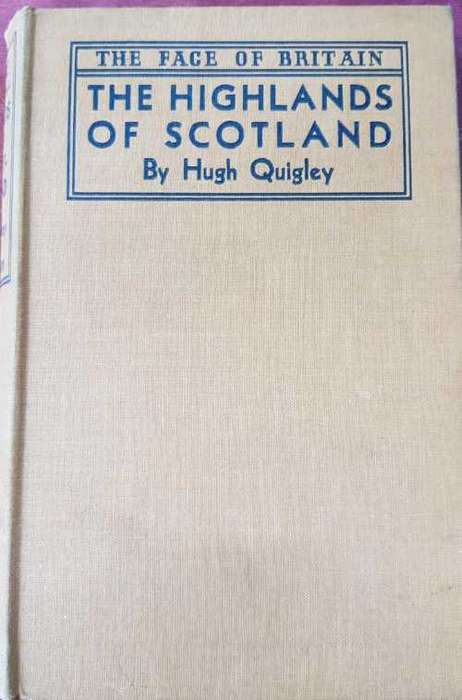 THE FACE OF BRITAIN
THE HIGHLANDS
OF SCOTLAND
By Hugh Quigley